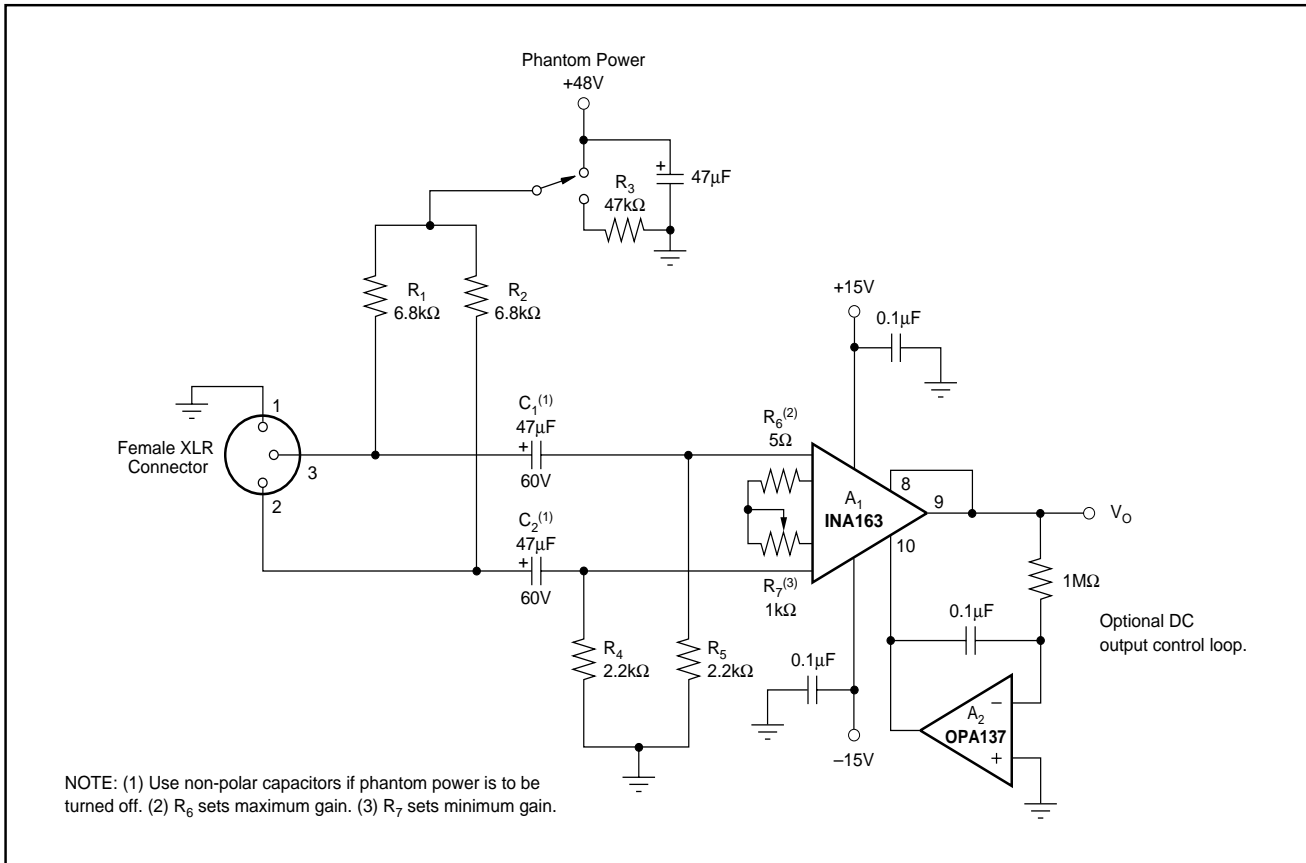 Phantom Power
+48V
+
47µF
R3
47kΩ
R1
6.8kΩ
R2
6.8kΩ
+15V
0.1µF
1
Female XLR
Connector
3
2
C1(1)
47µF
+
60V
C2(1)
47µF
+
60V
R6(2)
5Ω
A1
INA163
8
9
10
VO
R7(3)
1kΩ
1MΩ
Optional DC
output control loop.
0.1µF
R4
2.2kΩ
R5
2.2kΩ
0.1µF
–15V
A2
OPA137
–
+
NOTE: (1) Use non-polar capacitors if phantom power is to be
turned off. (2) R6 sets maximum gain. (3) R7 sets minimum gain.